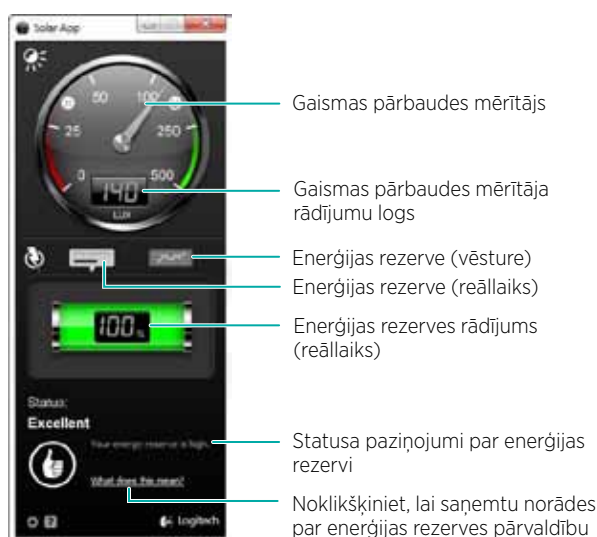 Solar App
50
100
25
250
0
500
140
LUX
Gaismas pārbaudes mērītājs
Gaismas pārbaudes mērītāja
rādījumu logs
Enerģijas rezerve (vēsture)
Enerģijas rezerve (reāllaiks)
100%
Enerģijas rezerves rādījums
(reāllaiks)
Status:
Excellent
Your energy reserve is high.
What does this mean?
Statusa paziņojumi par enerģijas
rezervi
Noklikšķiniet, lai saņemtu norādes
par enerģijas rezerves pārvaldību
?
Logitech